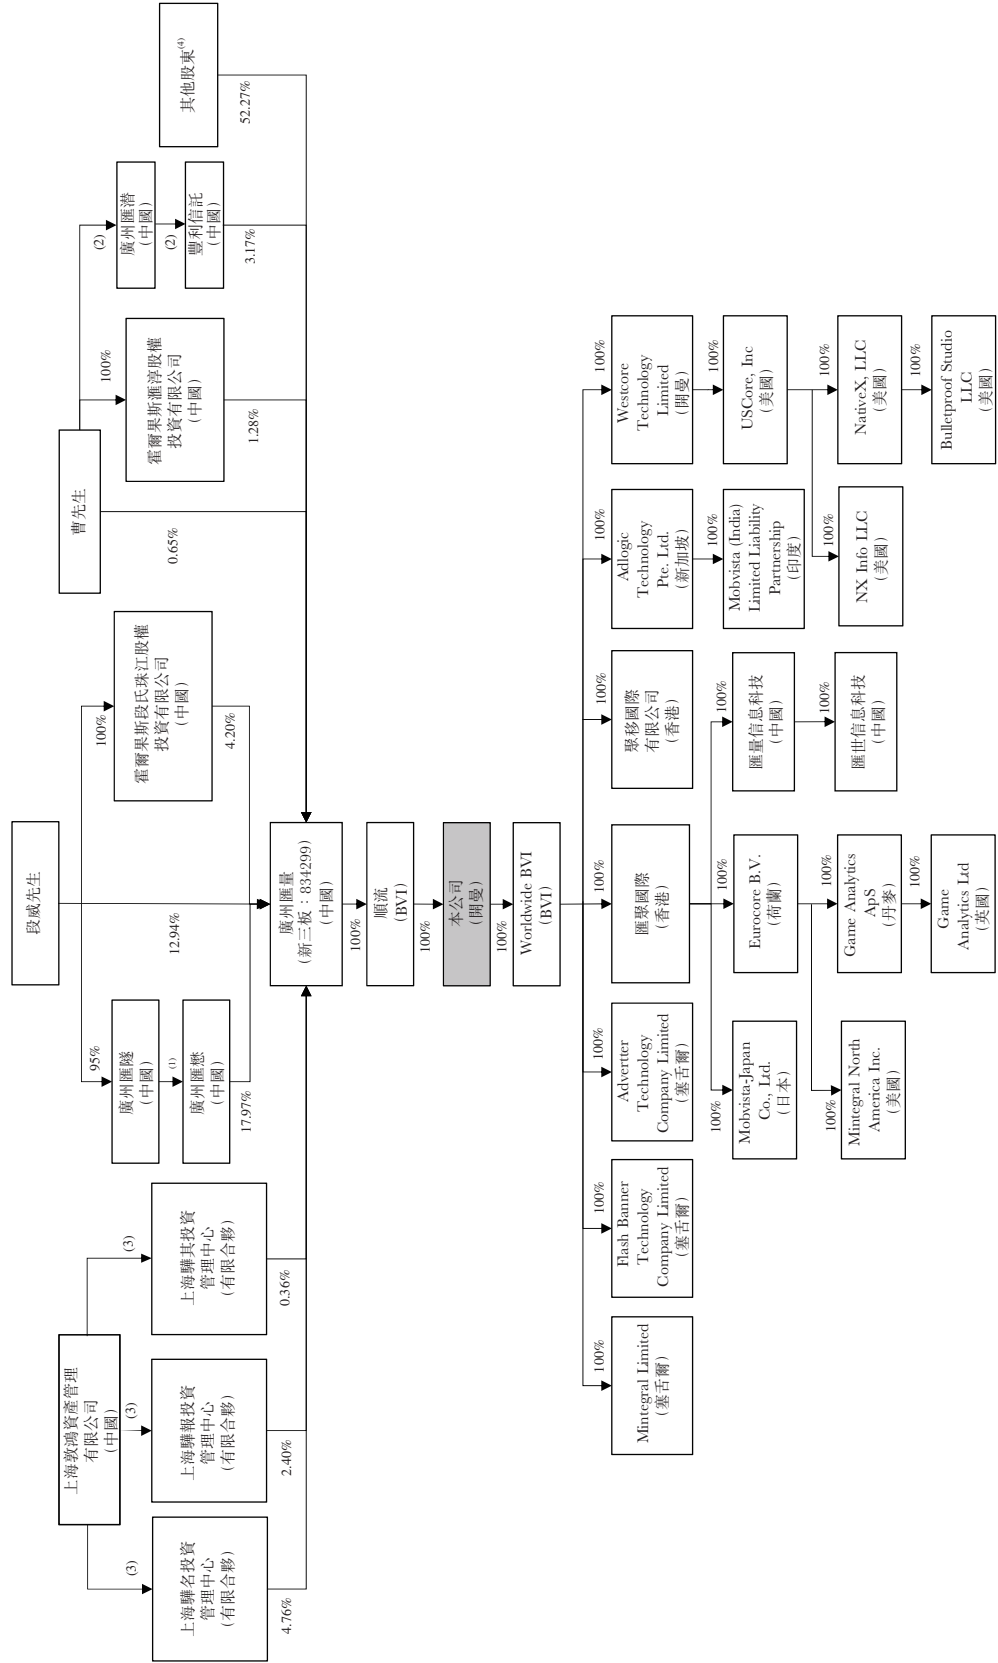 段威先生
曹先生
上海敦鴻資產管理
有限公司
(中國)
(3)
(3)
(3)
95%
12.94%
100%
100%
(2)
上海驊名投資
管理中心
(有限合夥)
上海驊報投資
管理中心
(有限合夥)
上海驊其投資
管理中心
(有限合夥)
廣州匯隧
(中國)
(1)
廣州匯懋
(中國)
霍爾果斯段氏珠江股權
投資有限公司
(中國)
0.65%
霍爾果斯滙淳股權
投資有限公司
(中國)
廣州匯潛
(中國)
(2)
豐利信託
(中國)
其他股東(4)
4.76%
2.40%
0.36%
17.97%
4.20%
1.28%
3.17%
52.27%
廣州匯量
(新三板：834299)
(中國)
100%
順流
(BVI)
100%
本公司
(開曼)
100%
Worldwide BVI
(BVI)
100%
100%
100%
100%
100%
100%
100%
Mintegral Limited
(塞舌爾)
Flash Banner
Technology
Company Limited
(塞舌爾)
Advertter
Technology
Company Limited
(塞舌爾)
匯聚國際
(香港)
聚移國際
有限公司
(香港)
Adlogic
Technology
Pte. Ltd.
(新加坡)
Westcore
Technology
Limited
(開曼)
100%
100%
100%
100%
100%
Mobvista-Japan
Co., Ltd.
(日本)
Eurocore B.V.
(荷蘭)
匯量信息科技
(中國)
Mobvista (India)
Limited Liability
Partnership
(印度)
USCore, Inc
(美國)
100%
100%
100%
100%
100%
Mintegral North
America Inc.
(美國)
Game Analytics
ApS
(丹麥)
匯世信息科技
(中國)
NX Info LLC
(美國)
NativeX, LLC
(美國)
100%
100%
Game
Analytics Ltd
(英國)
Bulletproof Studio
LLC
(美國)